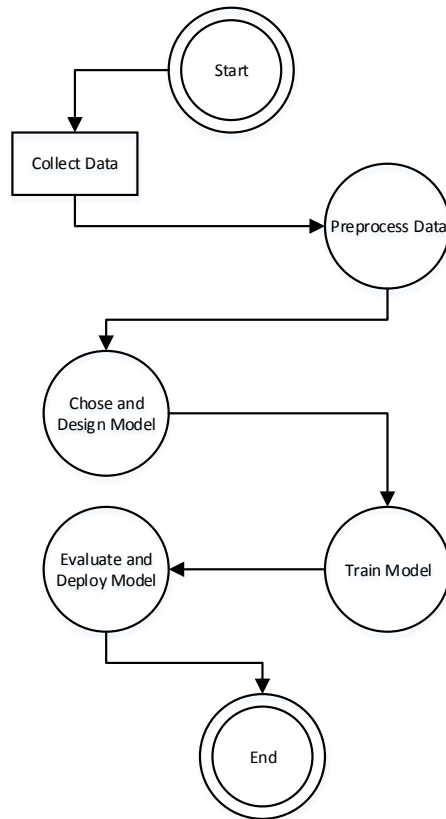 Start
Collect Data
Preprocess Data
Chose and
Design Model
Train Model
Evaluate and
Deploy Model
End